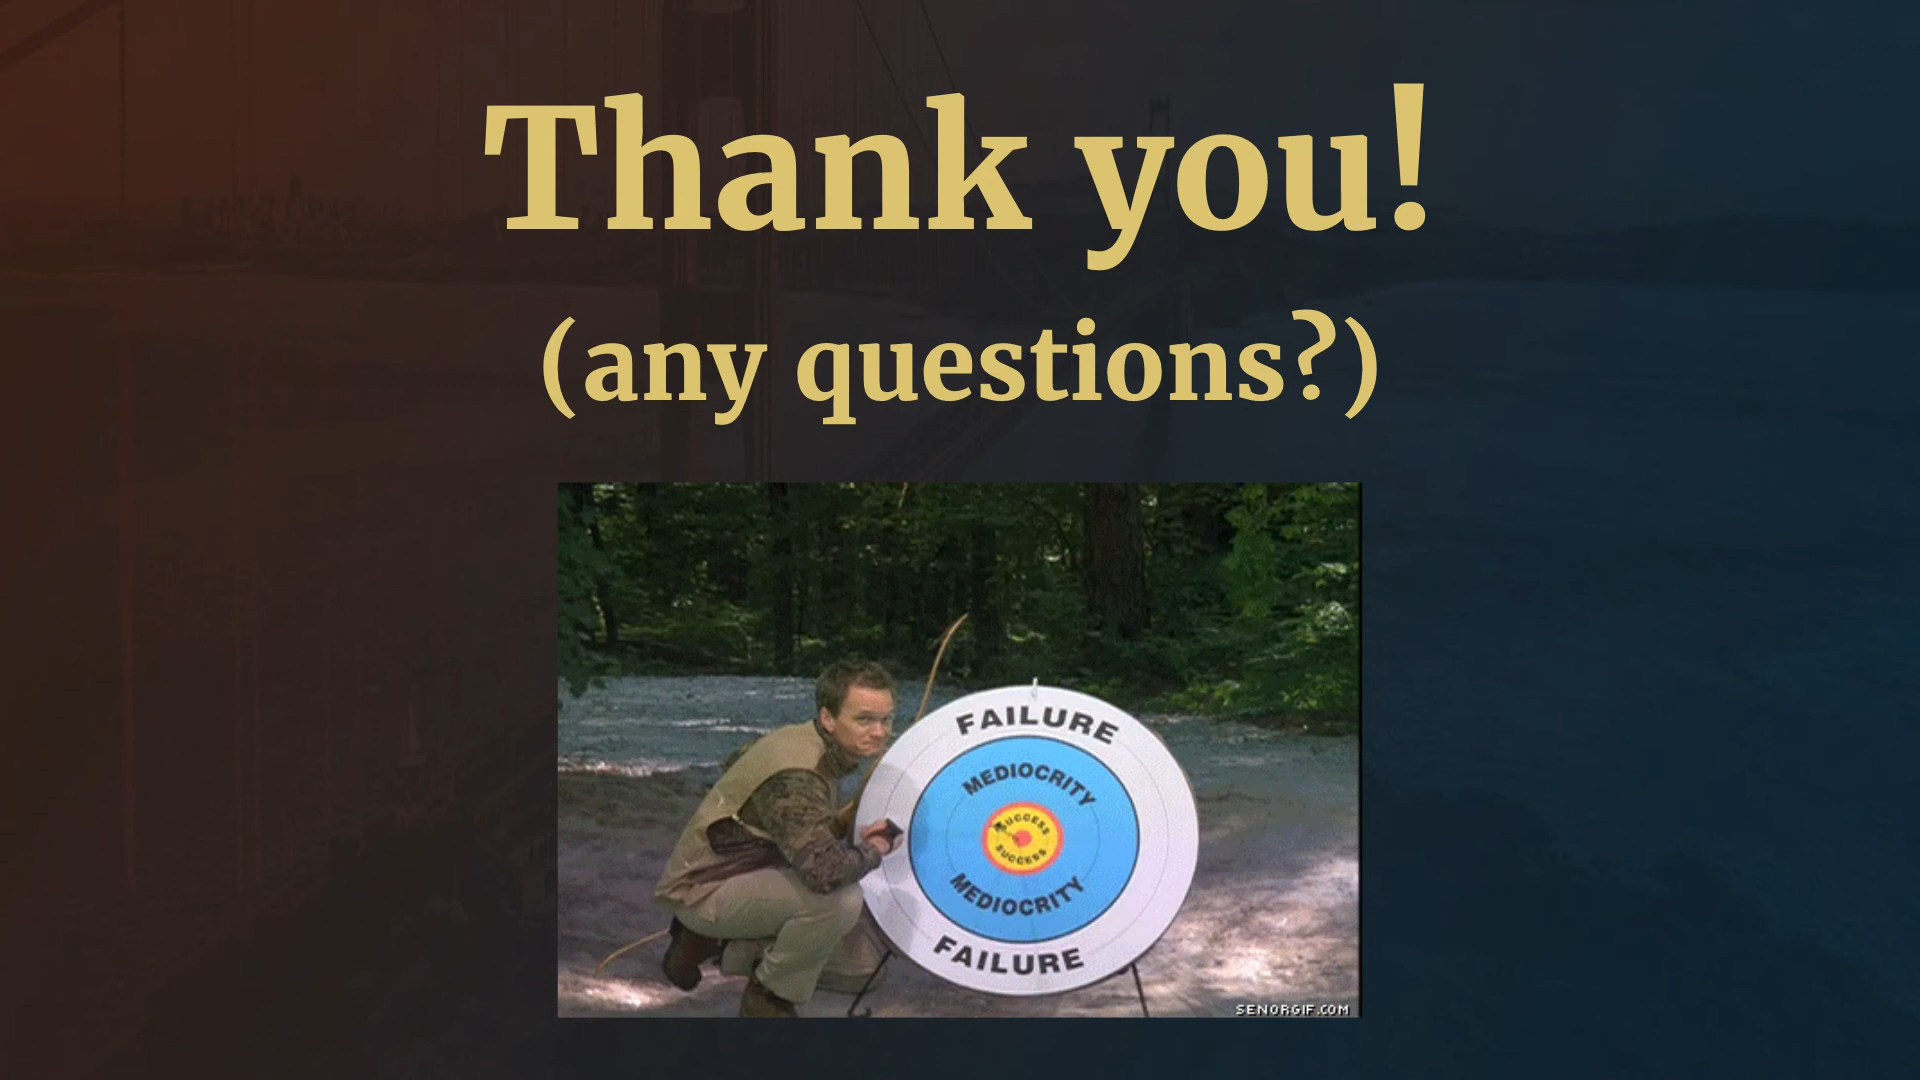 Thank you!
(any questions?)
FAILURE
MEDIOCRITY
SUCCESS
SUCCESS
MEDIOCRITY
FAILURE
SENORGIF.COM